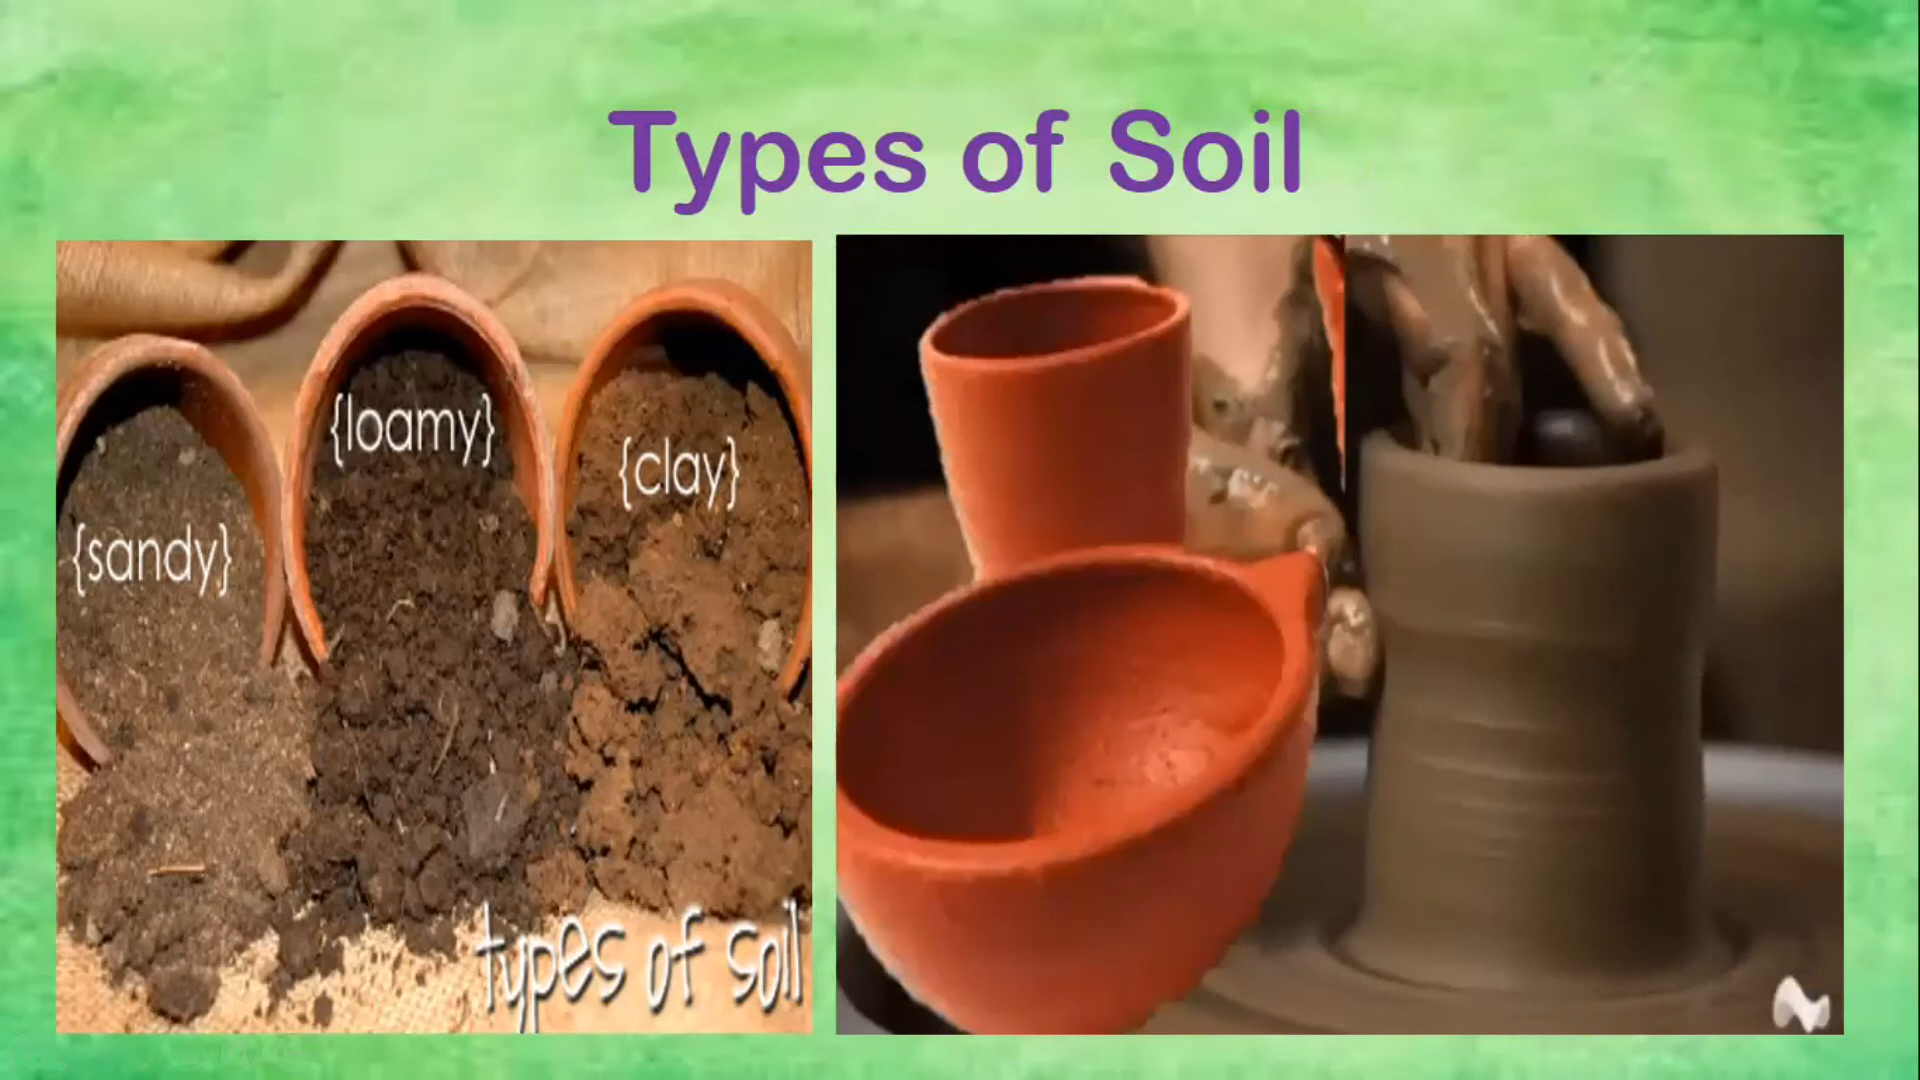 Types of Soil
{sandy}
{loamy}
{clay}
types of soil